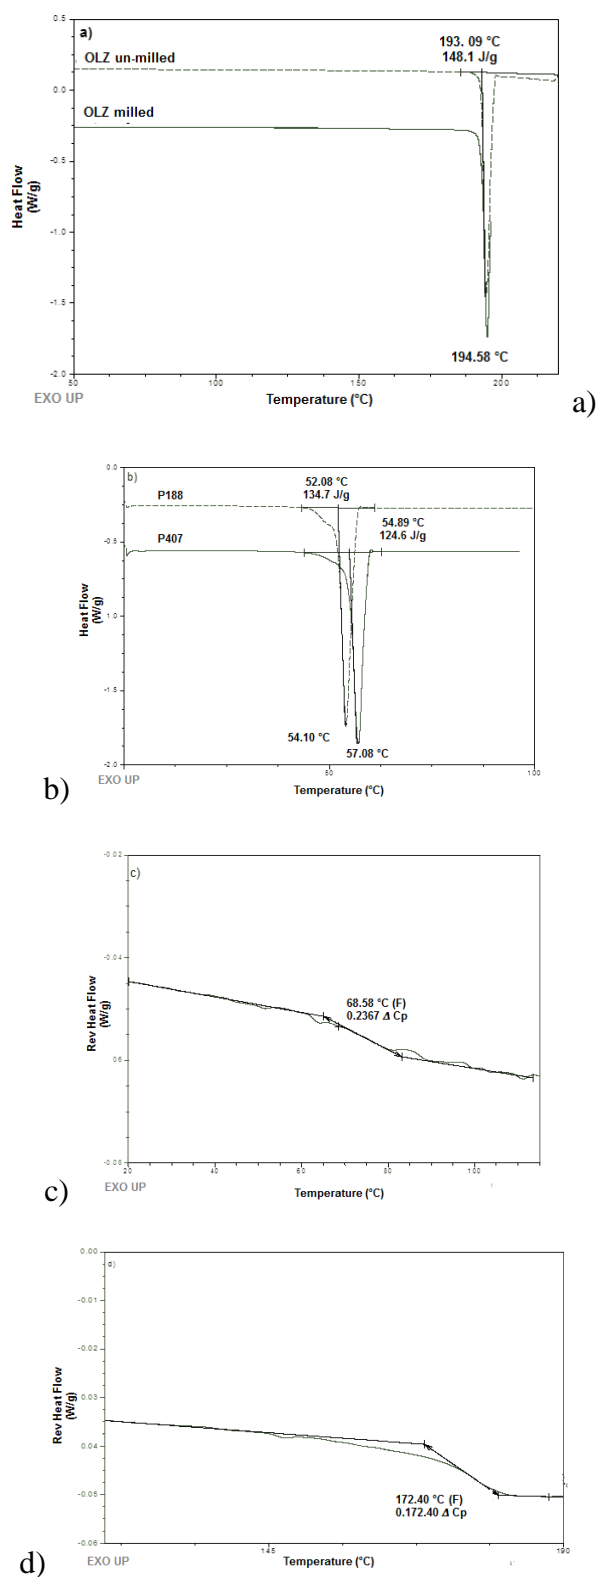 a)
0.5
193. 09 °C
148.1 J/g
OLZ un-milled
0.0
OLZ milled
-0.5
Heat Flow
(W/g)
-1.0
-1.5
194.58 °C
-2.0
50 100 150 200
EXO UP
Temperature (°C)
a)
b)
0.0
52.08 °C
134.7 J/g
P188
54.89 °C
124.6 J/g
-0.5
P407
Heat Flow
(W/g)
-1.0
-1.5
54.10 °C
57.08 °C
-2.0
50 100
EXO UP
Temperature (°C)
b)
-0.02
c)
-0.04
68.58 °C (F)
0.2367 Δ Cp
Rev Heat Flow
(W/g)
0.6
-0.08
20 40 60 80 100
EXO UP
Temperature (°C)
c)
0.00
-0.01
-0.02
Rev Heat Flow
(W/g)
0.03
0.04
172.40 °C (F)
0.172.40 Δ Cp
-0.05
-0.06
145 190
EXO UP
Temperature (°C)
d)